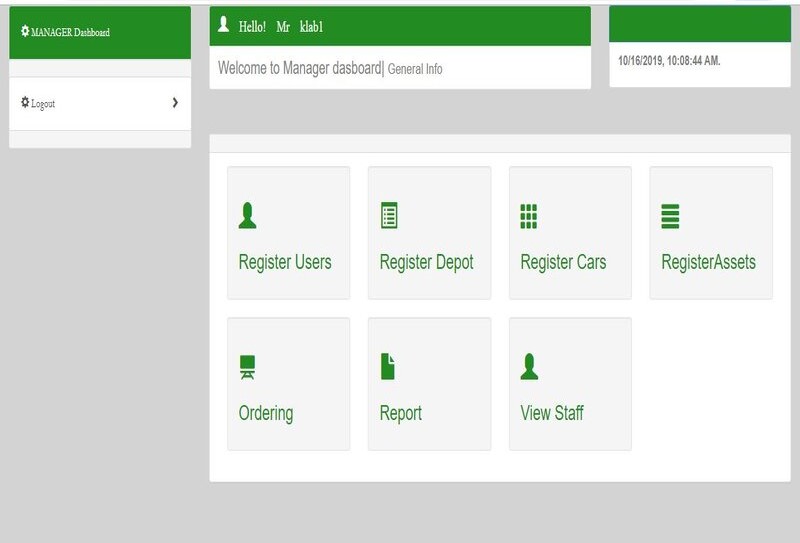 MANAGER Dashboard
Logout
Hello! Mr klab1
Welcome to Manager dasboard| General Info
10/16/2019, 10:08:44 AM.
Register Users
Register Depot
Register Cars
RegisterAssets
Ordering
Report
View Staff